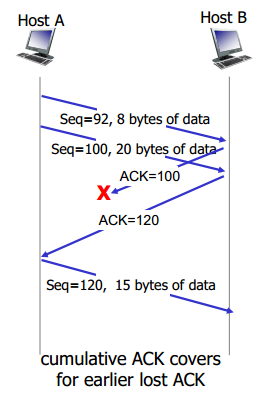 Host A
Host B
Seq=92, 8 bytes of data
Seq=100, 20 bytes of data
ACK=100
X
ACK=120
Seq=120, 15 bytes of data
cumulative ACK covers
for earlier lost ACK